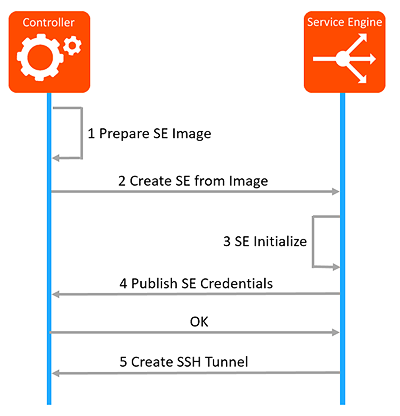 Controller
Service Engine
1 Prepare SE Image
2 Create SE from Image
3 SE Initialize
4 Publish SE Credentials
OK
5 Create SSH Tunnel